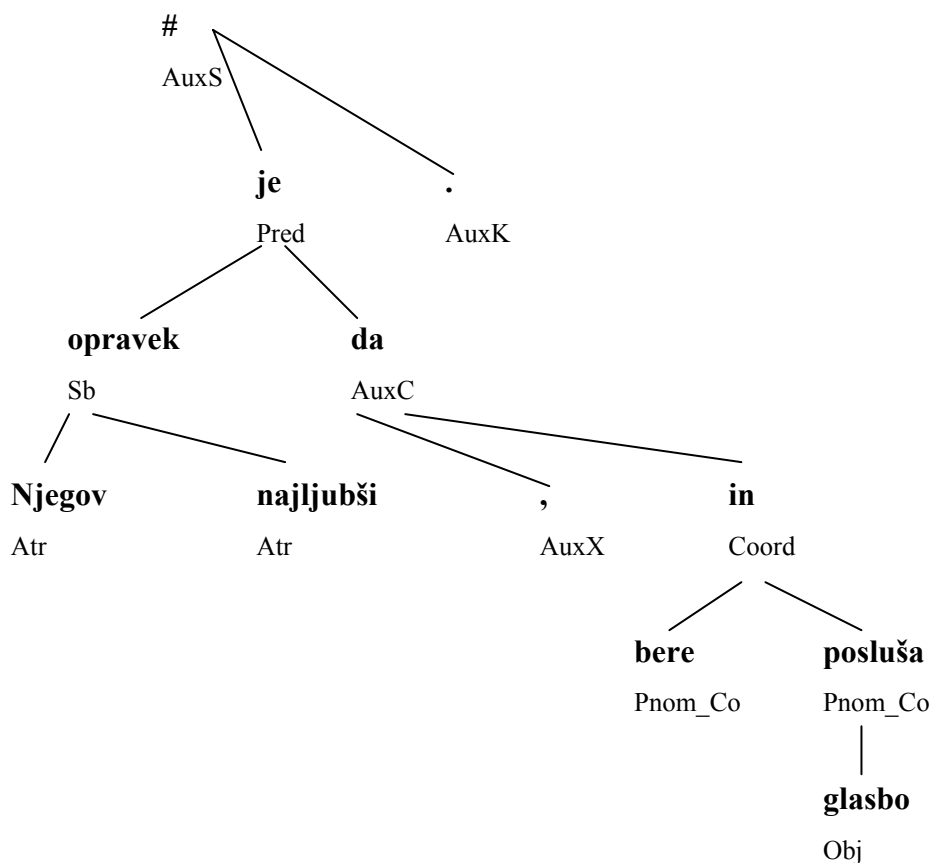 #
AuxS
je .
Pred AuxK
opravek da
Sb AuxC
Njegov najljubši , in
Atr Atr AuxX Coord
bere posluša
Pnom_Co Pnom_Co
glasbo
Obj